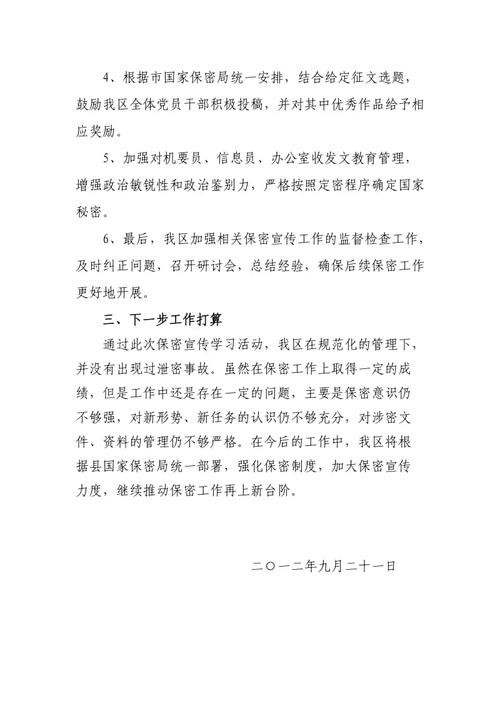 4、根据市国家保密局统一安排，结合给定征文选题，
鼓励我区全体党员干部积极投稿，并对其中优秀作品给予相
应奖励。
5、加强对机要员、信息员、办公室收发文教育管理，
增强政治敏锐性和政治鉴别力，严格按照定密程序确定国家
秘密。
6、最后，我区加强相关保密宣传工作的监督检查工作，
及时纠正问题，召开研讨会，总结经验，确保后续保密工作
更好地开展。
三、下一步工作打算
通过此次保密宣传学习活动，我区在规范化的管理下，
并没有出现过泄密事故。虽然在保密工作上取得一定的成
绩，但是工作中还是存在一定的问题，主要是保密意识仍
不够强，对新形势、新任务的认识仍不够充分，对涉密文
件、资料的管理仍不够严格。在今后的工作中，我区将根
据县国家保密局统一部署，强化保密制度，加大保密宣传
力度，继续推动保密工作再上新台阶。
二〇一二年九月二十一日